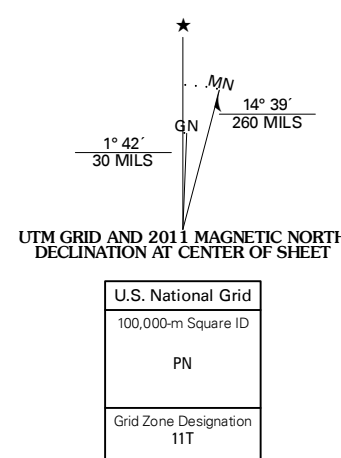 ★
MN
GN
14° 39´
260 MILS
1° 42´
30 MILS
UTM GRID AND 2011 MAGNETIC NORTH
DECLINATION AT CENTER OF SHEET
U.S. National Grid
100,000-m Square ID
PN
Grid Zone Designation
11T